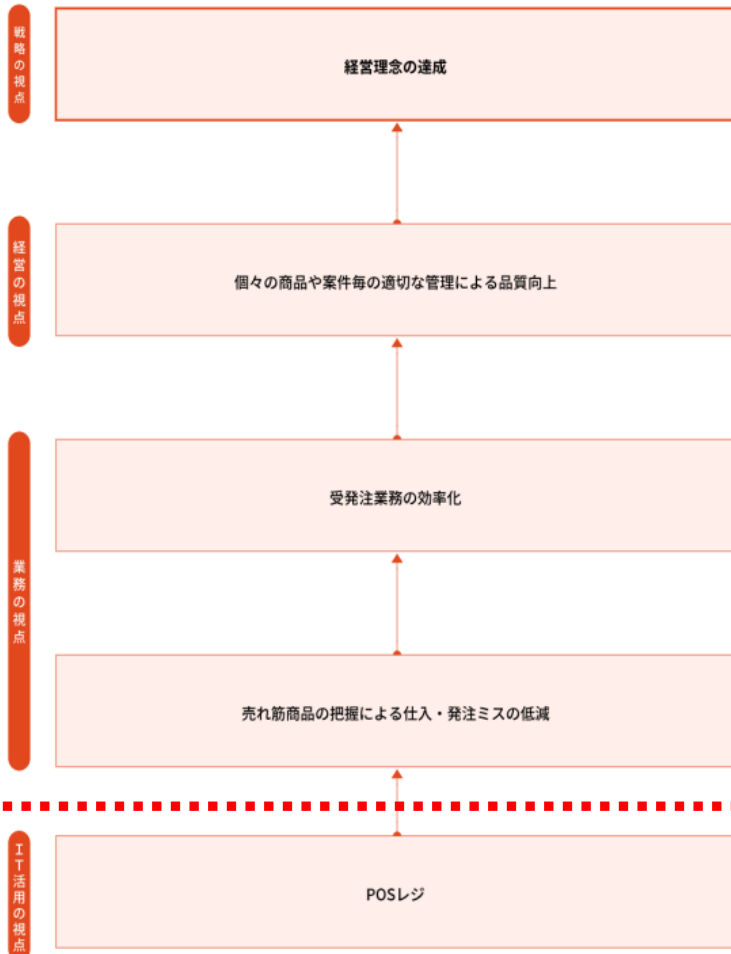 戦略の視点
経営理念の達成
経営の視点
個々の商品や案件毎の適切な管理による品質向上
業務の視点
受発注業務の効率化
売れ筋商品の把握による仕入・発注ミスの低減
IT活用の視点
POSレジ